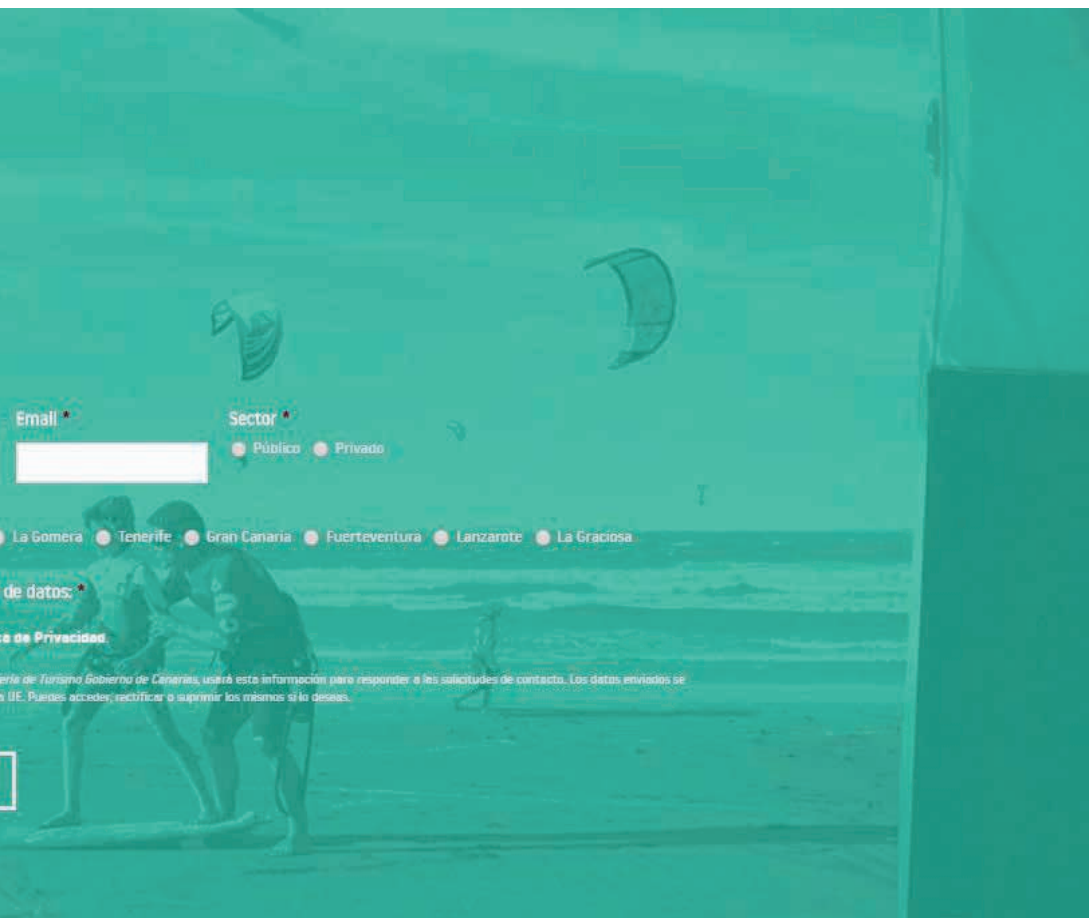 Email * Sector *
Público Privado
La Gomera Tenerife Gran Canaria Fuerteventura Lanzarote La Graciosa
de datos: *
de Privacidad
de Turismo Gobierno de Canarias, usará esta información para responder a las solicitudes de contacto. Los datos enviados se
UE. Puedes acceder, rectificar o suprimir los mismos si lo deseas.